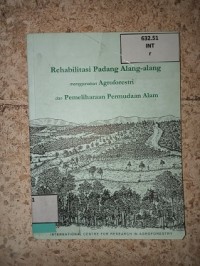 632.51
INT
r
Rehabilitasi Padang Alang-alang
menggunakan Agroforestri
dan Pemeliharaan Permudaan Alam
INTERNATIONAL CENTRE FOR RESEARCH IN AGROFORESTRY